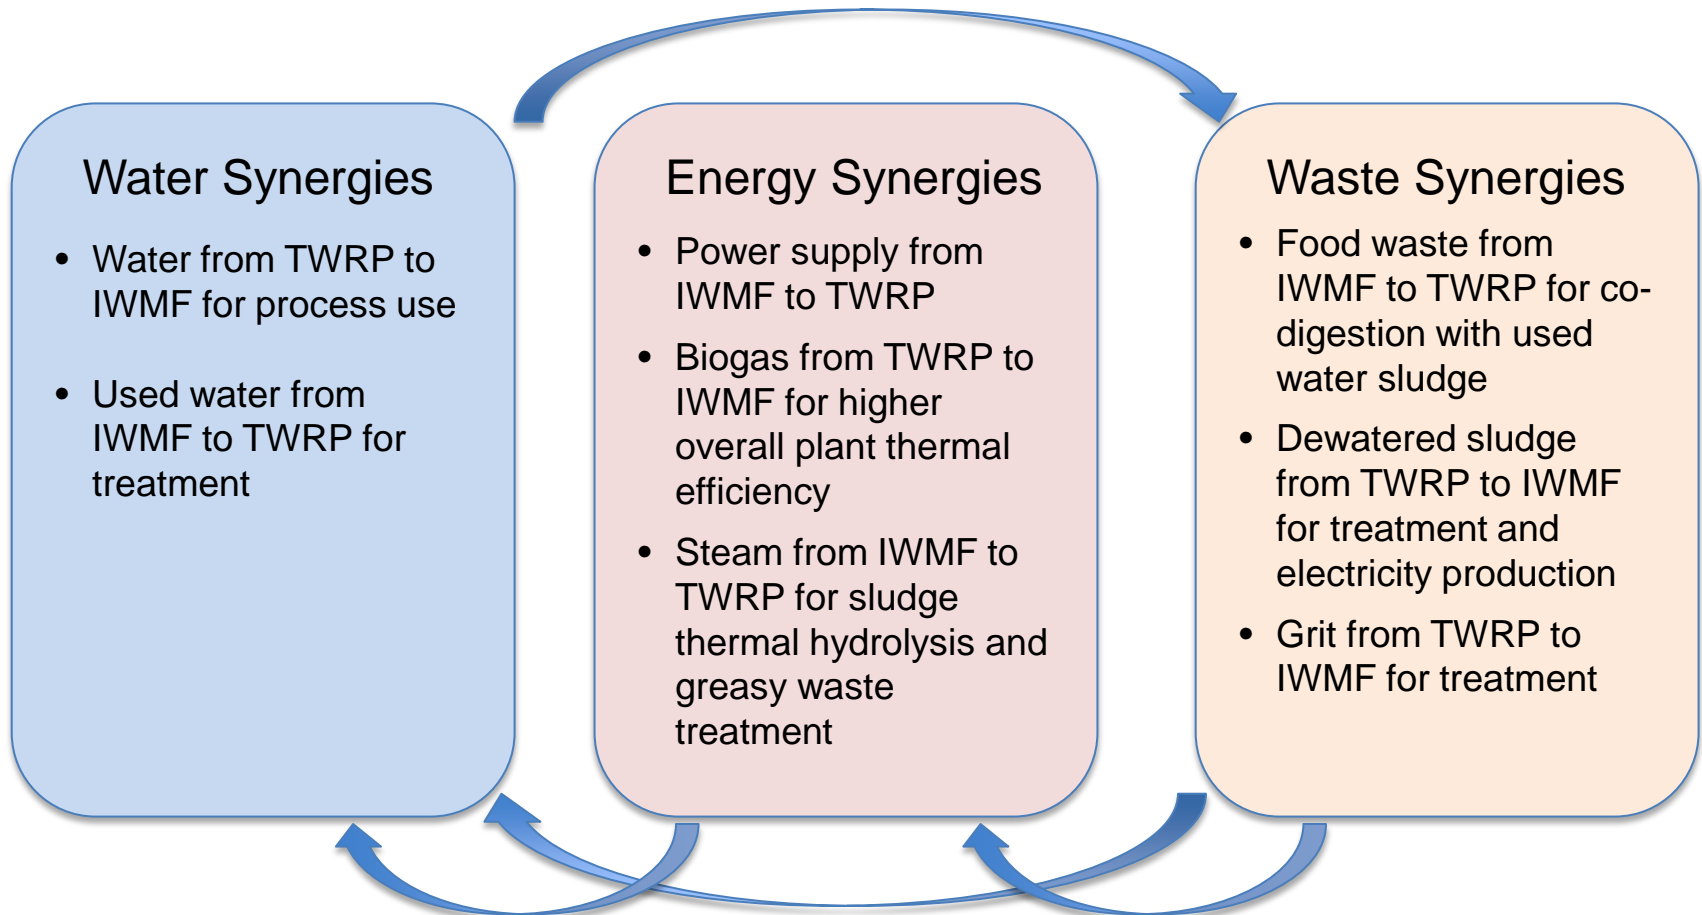 Water Synergies
• Water from TWRP to
IWMF for process use
• Used water from
IWMF to TWRP for
treatment
Energy Synergies
• Power supply from
IWMF to TWRP
• Biogas from TWRP to
IWMF for higher
overall plant thermal
efficiency
• Steam from IWMF to
TWRP for sludge
thermal hydrolysis and
greasy waste
treatment
Waste Synergies
• Food waste from
IWMF to TWRP for co-
digestion with used
water sludge
• Dewatered sludge
from TWRP to IWMF
for treatment and
electricity production
• Grit from TWRP to
IWMF for treatment